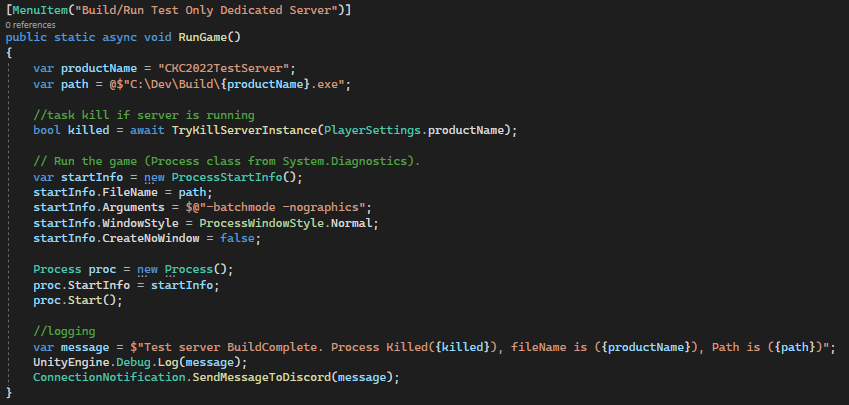 [MenuItem("Build/Run Test Only Dedicated Server")]
0 references
public static async void RunGame()
{
var productName = "CKC2022TestServer";
var path = @$"C:\Dev\Build\{productName}.exe";
//task kill if server is running
bool killed = await TryKillServerInstance(PlayerSettings.productName);
// Run the game (Process class from System.Diagnostics).
var startInfo = new ProcessStartInfo();
startInfo.FileName = path;
startInfo.Arguments = $@"-batchmode -nographics";
startInfo.WindowStyle = ProcessWindowStyle.Normal;
startInfo.CreateNoWindow = false;
Process proc = new Process();
proc.StartInfo = startInfo;
proc.Start();
//logging
var message = $"Test server BuildComplete. Process Killed({killed}), fileName is ({productName}), Path is ({path})";
UnityEngine.Debug.Log(message);
ConnectionNotification.SendMessageToDiscord(message);
}